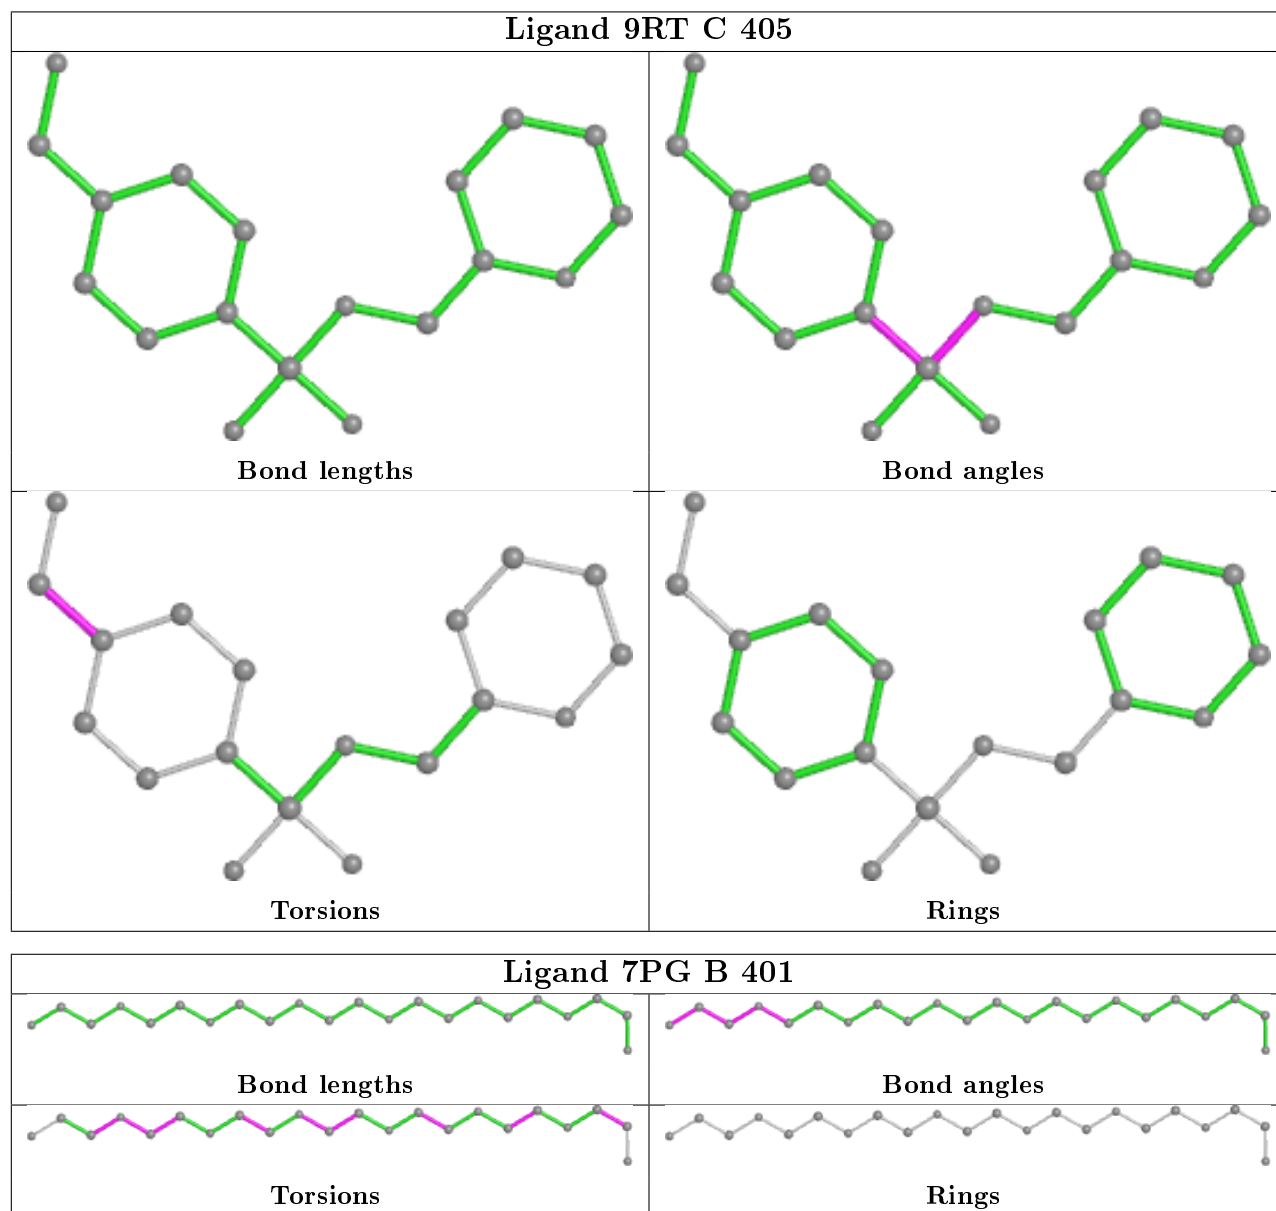 Ligand 9RT C 405
Bond lengths
Bond angles
Torsions
Rings
Ligand 7PG B 401
Bond lengths
Bond angles
Torsions
Rings